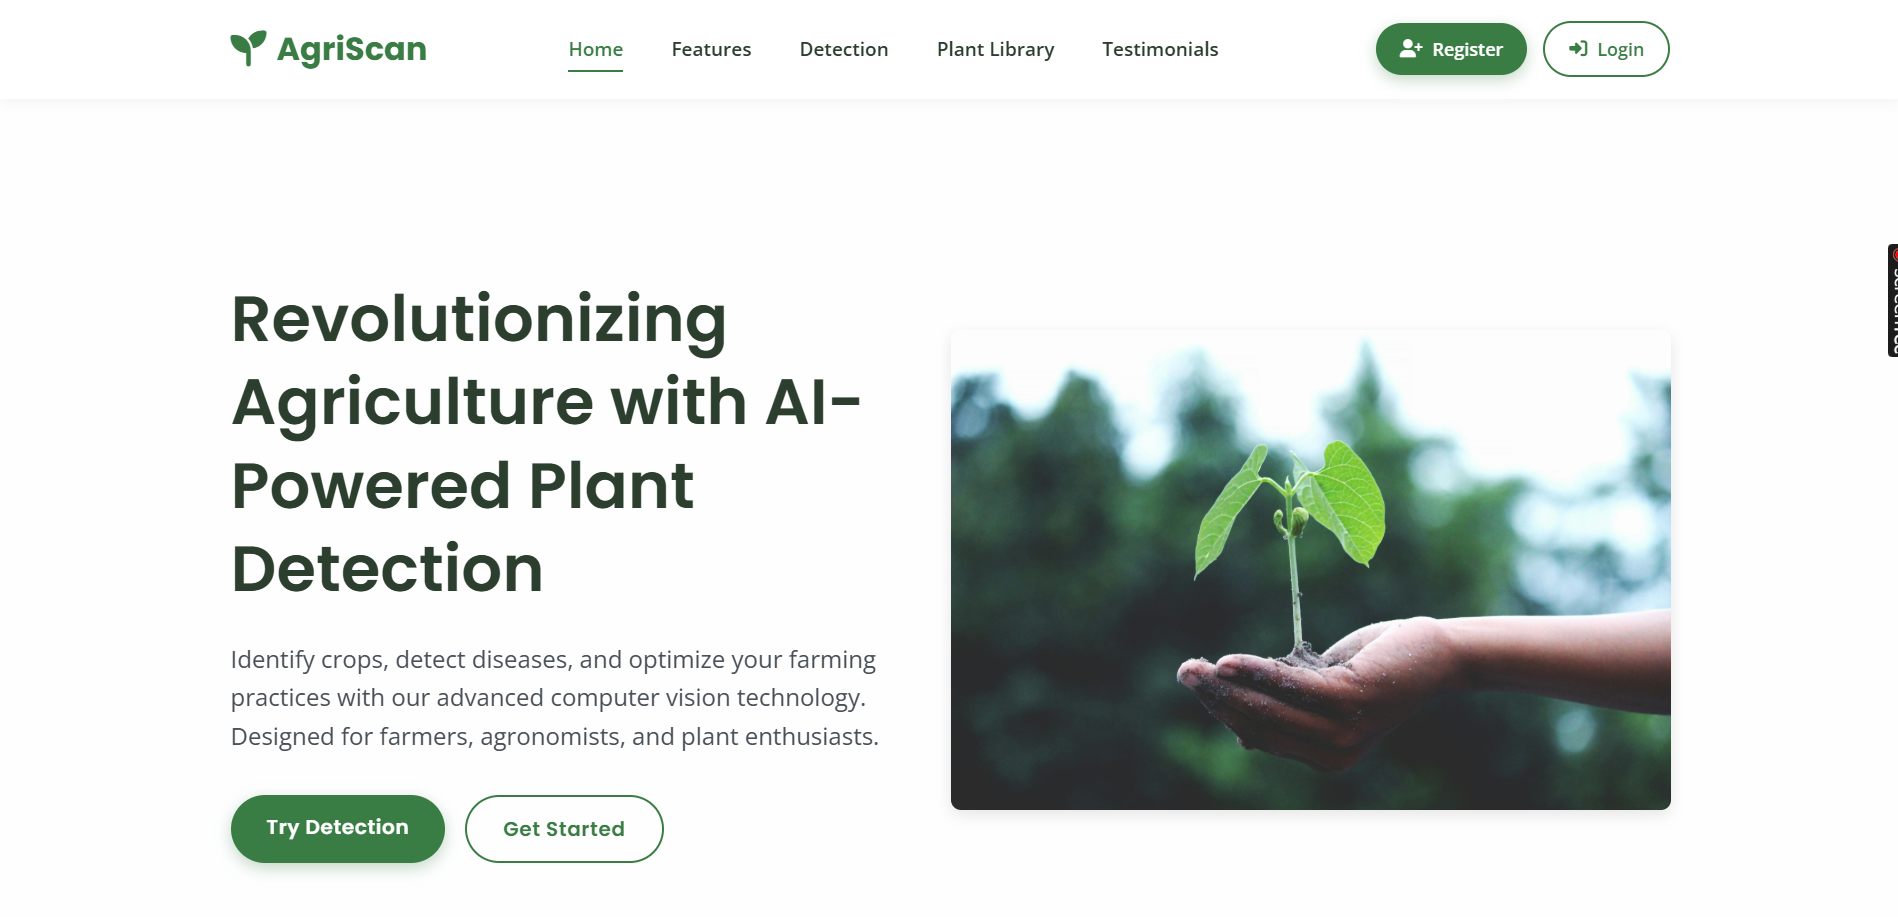 AgriScan
Home Features Detection Plant Library Testimonials
Register Login
Revolutionizing
Agriculture with AI-
Powered Plant
Detection
Identify crops, detect diseases, and optimize your farming
practices with our advanced computer vision technology.
Designed for farmers, agronomists, and plant enthusiasts.
Try Detection Get Started